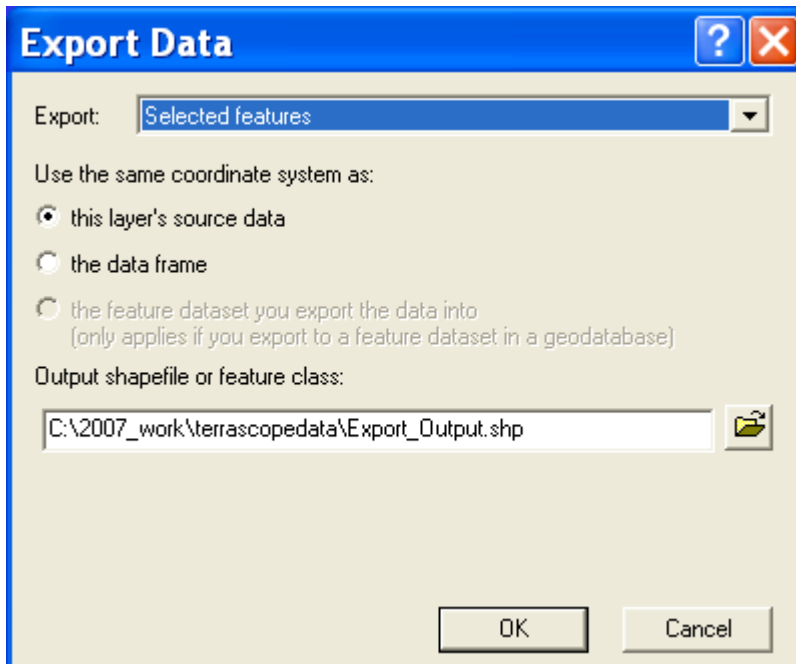 Export Data
Export: Selected features
Use the same coordinate system as:
this layer's source data
the data frame
the feature dataset you export the data into
(only applies if you export to a feature dataset in a geodatabase)
Output shapefile or feature class:
C:\2007_work\terrascopedata\Export_Output.shp
OK Cancel